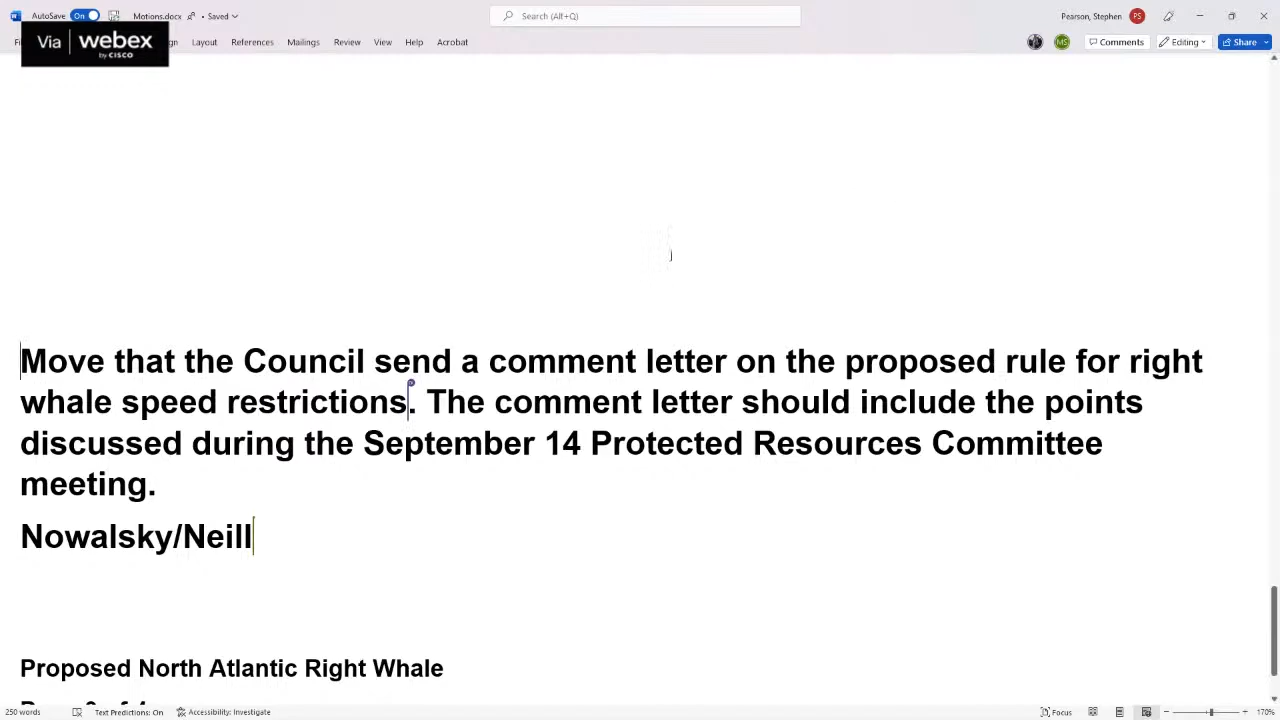 AutoSave On Motions.docx Saved Search (Alt+Q) Pearson, Stephen PS
Via webex by CISCO
Layout References Mailings Review View Help Acrobat MS Comments Editing Share
Move that the Council send a comment letter on the proposed rule for right
whale speed restrictions. The comment letter should include the points
discussed during the September 14 Protected Resources Committee
meeting.
Nowalsky/Neill
Proposed North Atlantic Right Whale
250 words Text Predictions: On Accessibility: Investigate Focus 170%